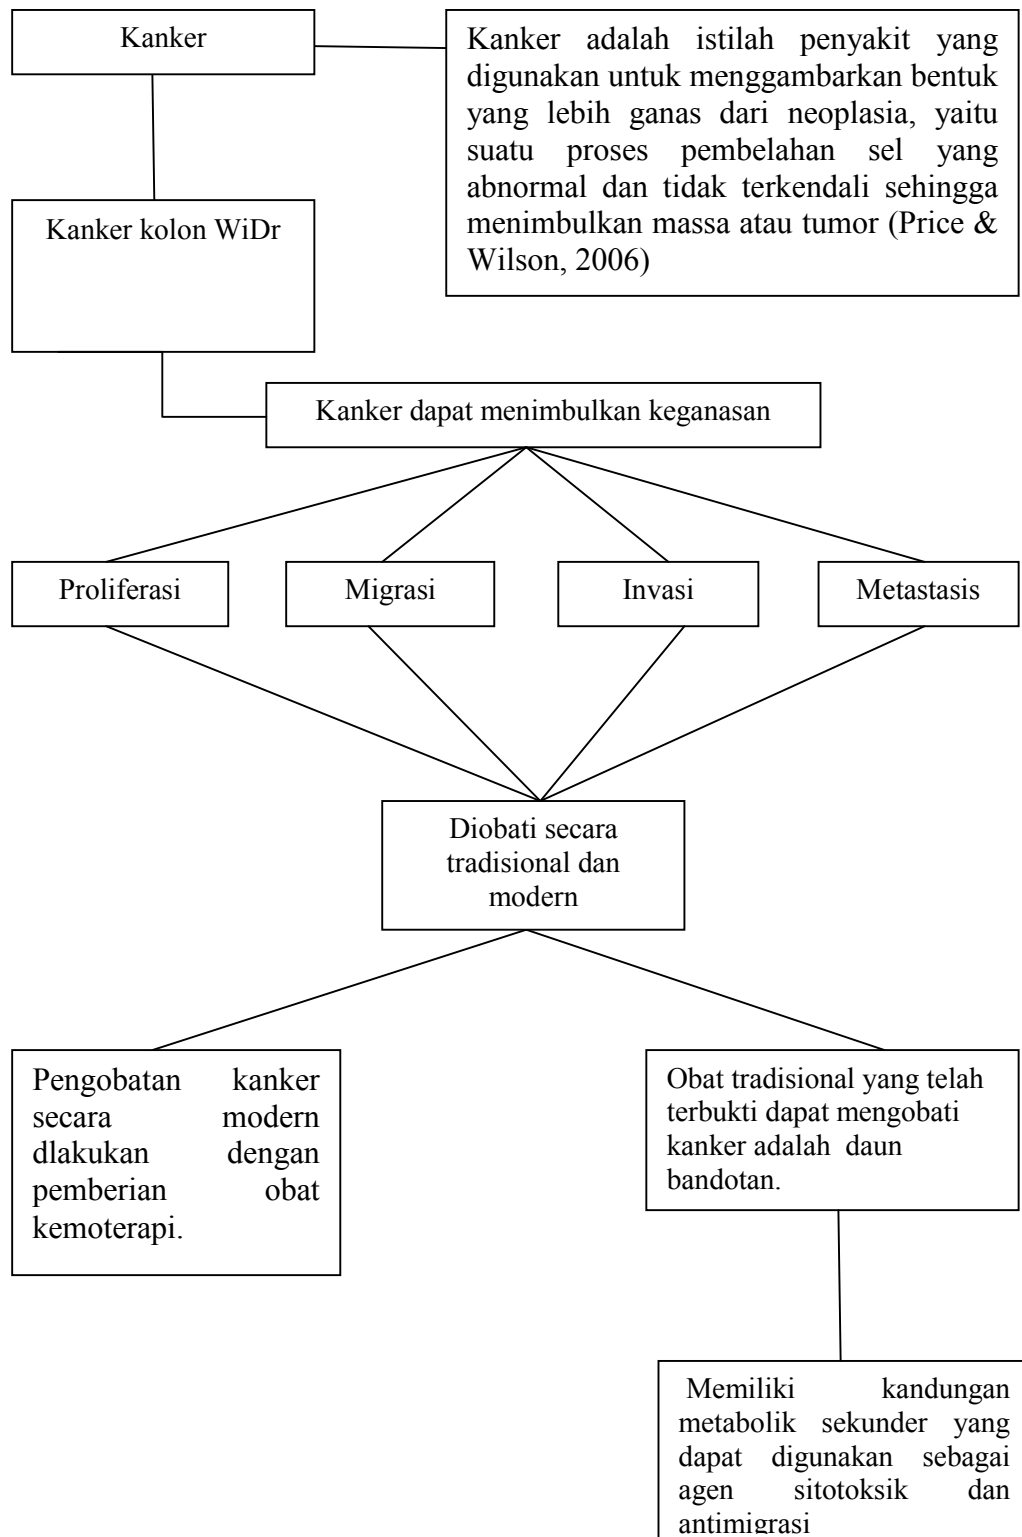 Kanker
Kanker adalah istilah penyakit yang
digunakan untuk menggambarkan bentuk
yang lebih ganas dari neoplasia, yaitu
suatu proses pembelahan sel yang
abnormal dan tidak terkendali sehingga
menimbulkan massa atau tumor (Price &
Wilson, 2006)
Kanker kolon WiDr
Kanker dapat menimbulkan keganasan
Proliferasi
Migrasi
Invasi
Metastasis
Diobati secara
tradisional dan
modern
Pengobatan kanker
secara modern
dlakukan dengan
pemberian obat
kemoterapi.
Obat tradisional yang telah
terbukti dapat mengobati
kanker adalah daun
bandotan.
Memiliki kandungan
metabolik sekunder yang
dapat digunakan sebagai
agen sitotoksik dan
antimigrasi